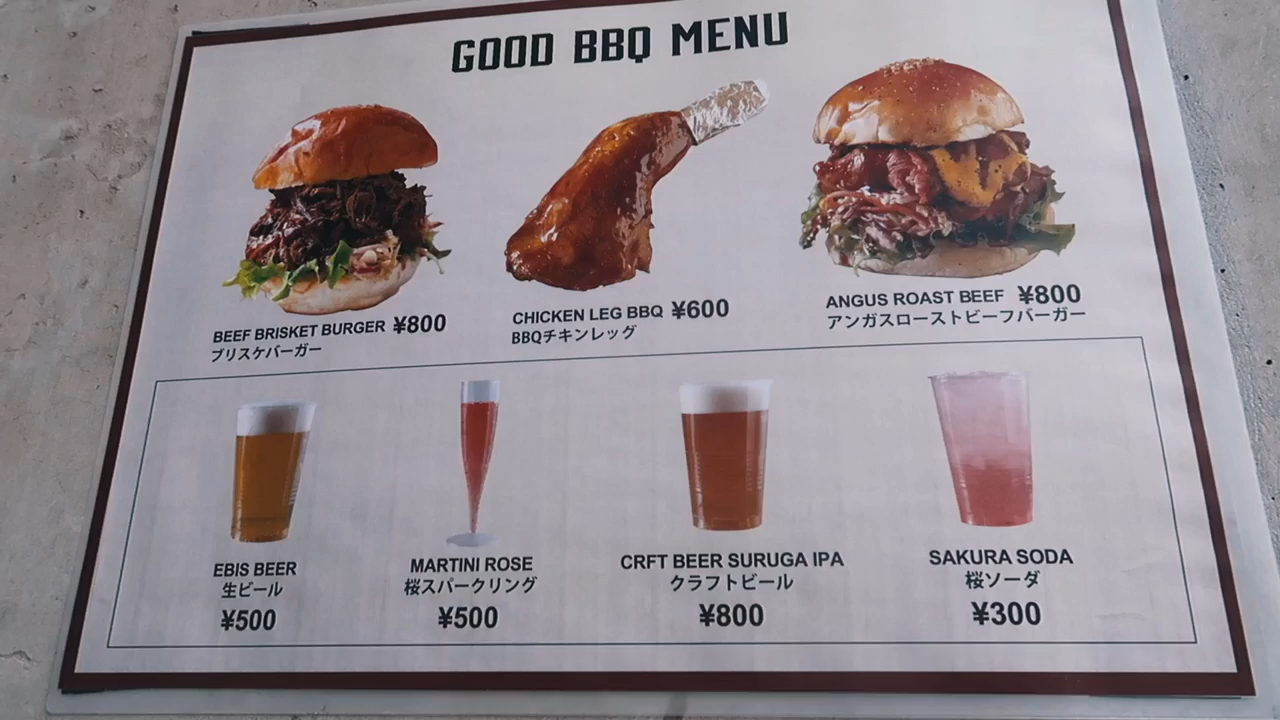 GOOD BBQ MENU
BEEF BRISKET BURGER ¥800
ブリスケバーガー
CHICKEN LEG BBQ ¥600
BBQチキンレッグ
ANGUS ROAST BEEF ¥800
アンガスローストビーフバーガー
EBIS BEER
生ビール
¥500
MARTINI ROSE
桜スパークリング
¥500
CRFT BEER SURUGA IPA
クラフトビール
¥800
SAKURA SODA
桜ソーダ
¥300